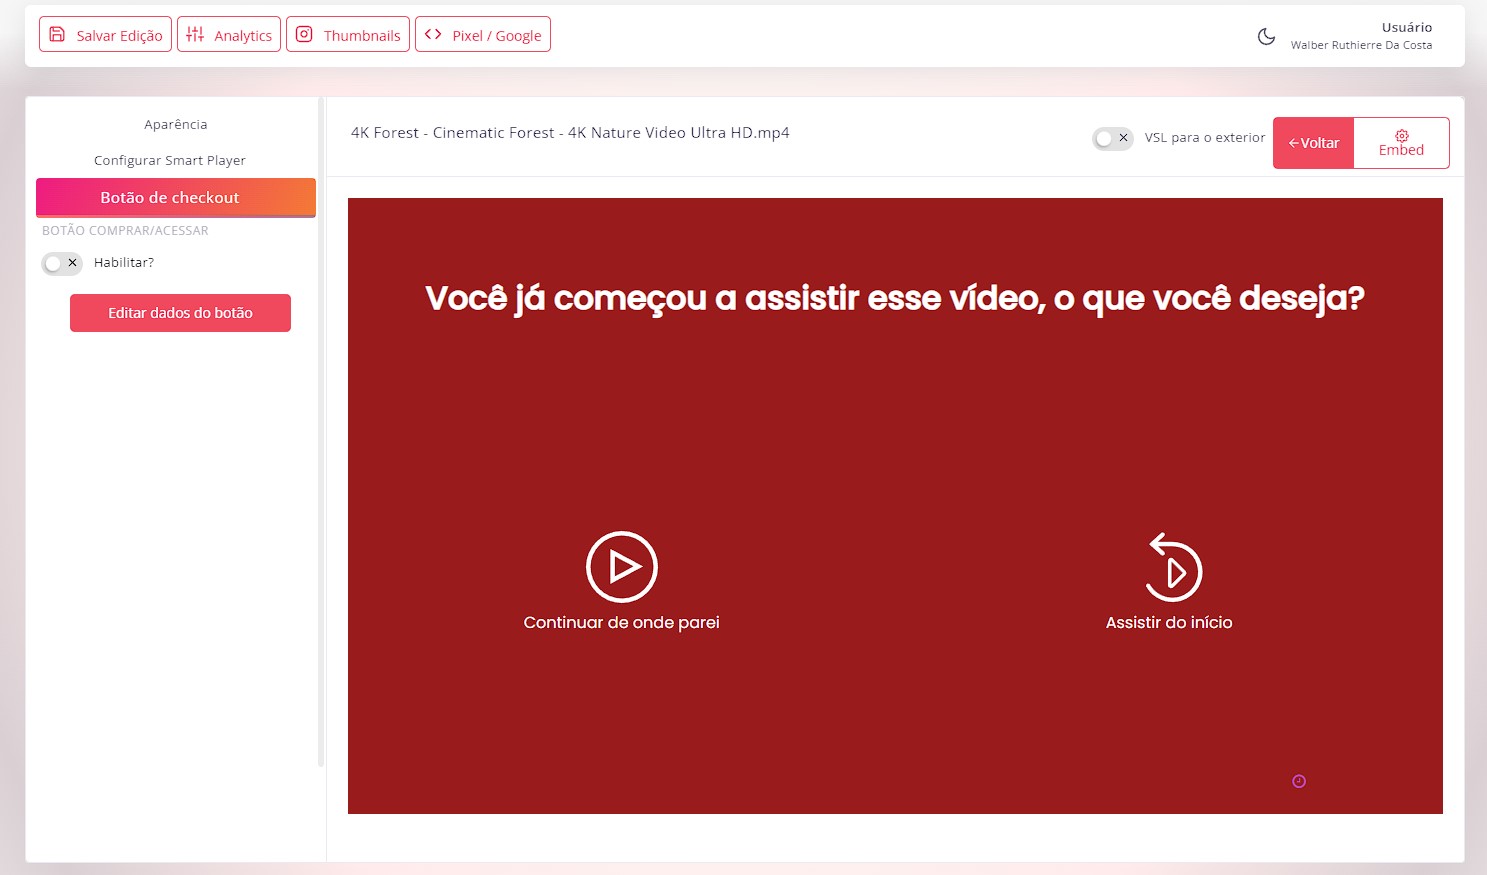 Salvar Edição
Analytics
Thumbnails
Pixel / Google
Usuário
Walber Ruthierre Da Costa
Aparência
Configurar Smart Player
Botão de checkout
BOTÃO COMPRAR/ACESSAR
Habilitar?
Editar dados do botão
4K Forest - Cinematic Forest - 4K Nature Video Ultra HD.mp4
VSL para o exterior
Voltar
Embed
Você já começou a assistir esse vídeo, o que você deseja?
Continuar de onde parei
Assistir do início